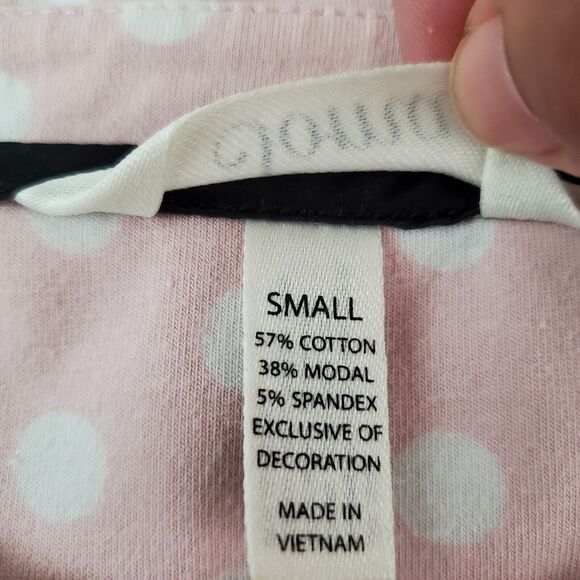 SMALL
57% COTTON
38% MODAL
5% SPANDEX
EXCLUSIVE OF
DECORATION
MADE IN
VIETNAM